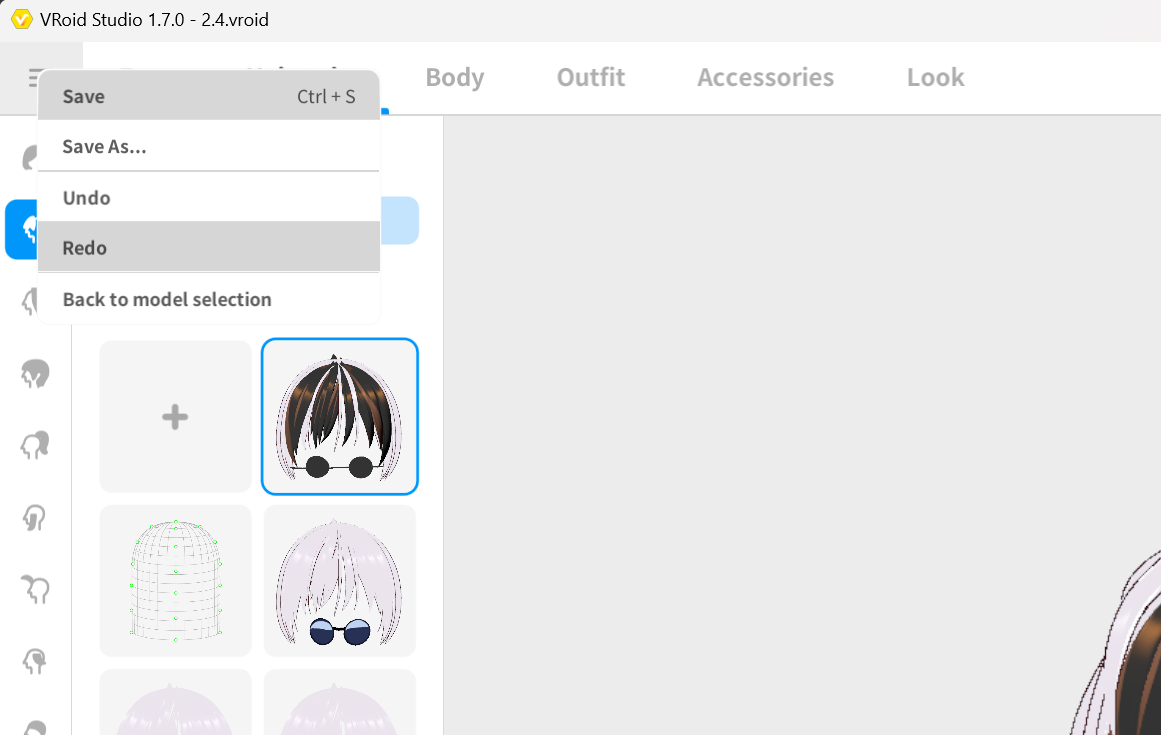 VRoid Studio 1.7.0 - 2.4.vroid
Body Outfit Accessories Look
Save Ctrl + S
Save As...
Undo
Redo
Back to model selection